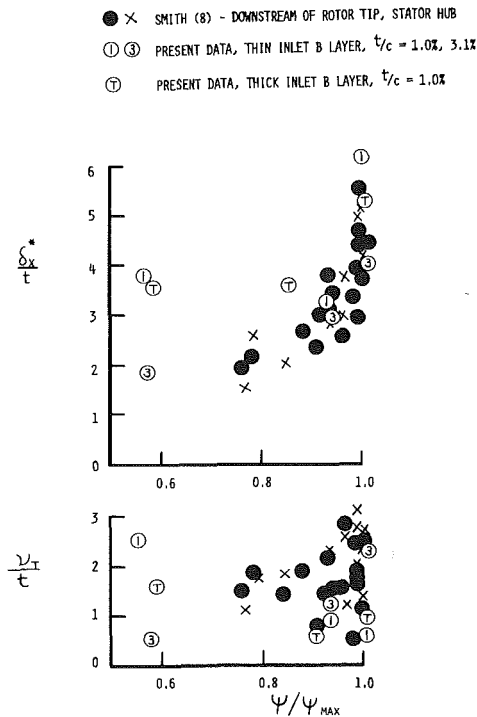 ● × SMITH (8) - DOWNSTREAM OF ROTOR TIP, STATOR HUB
① ③ PRESENT DATA, THIN INLET B LAYER, t/c = 1.0%, 3.1%
Ⓣ PRESENT DATA, THICK INLET B LAYER, t/c = 1.0%
6
5
4
3
2
1
0
δx*/t
0.6 0.8 1.0
3
2
1
0
νT/t
0.6 0.8 1.0
Ψ/ΨMAX